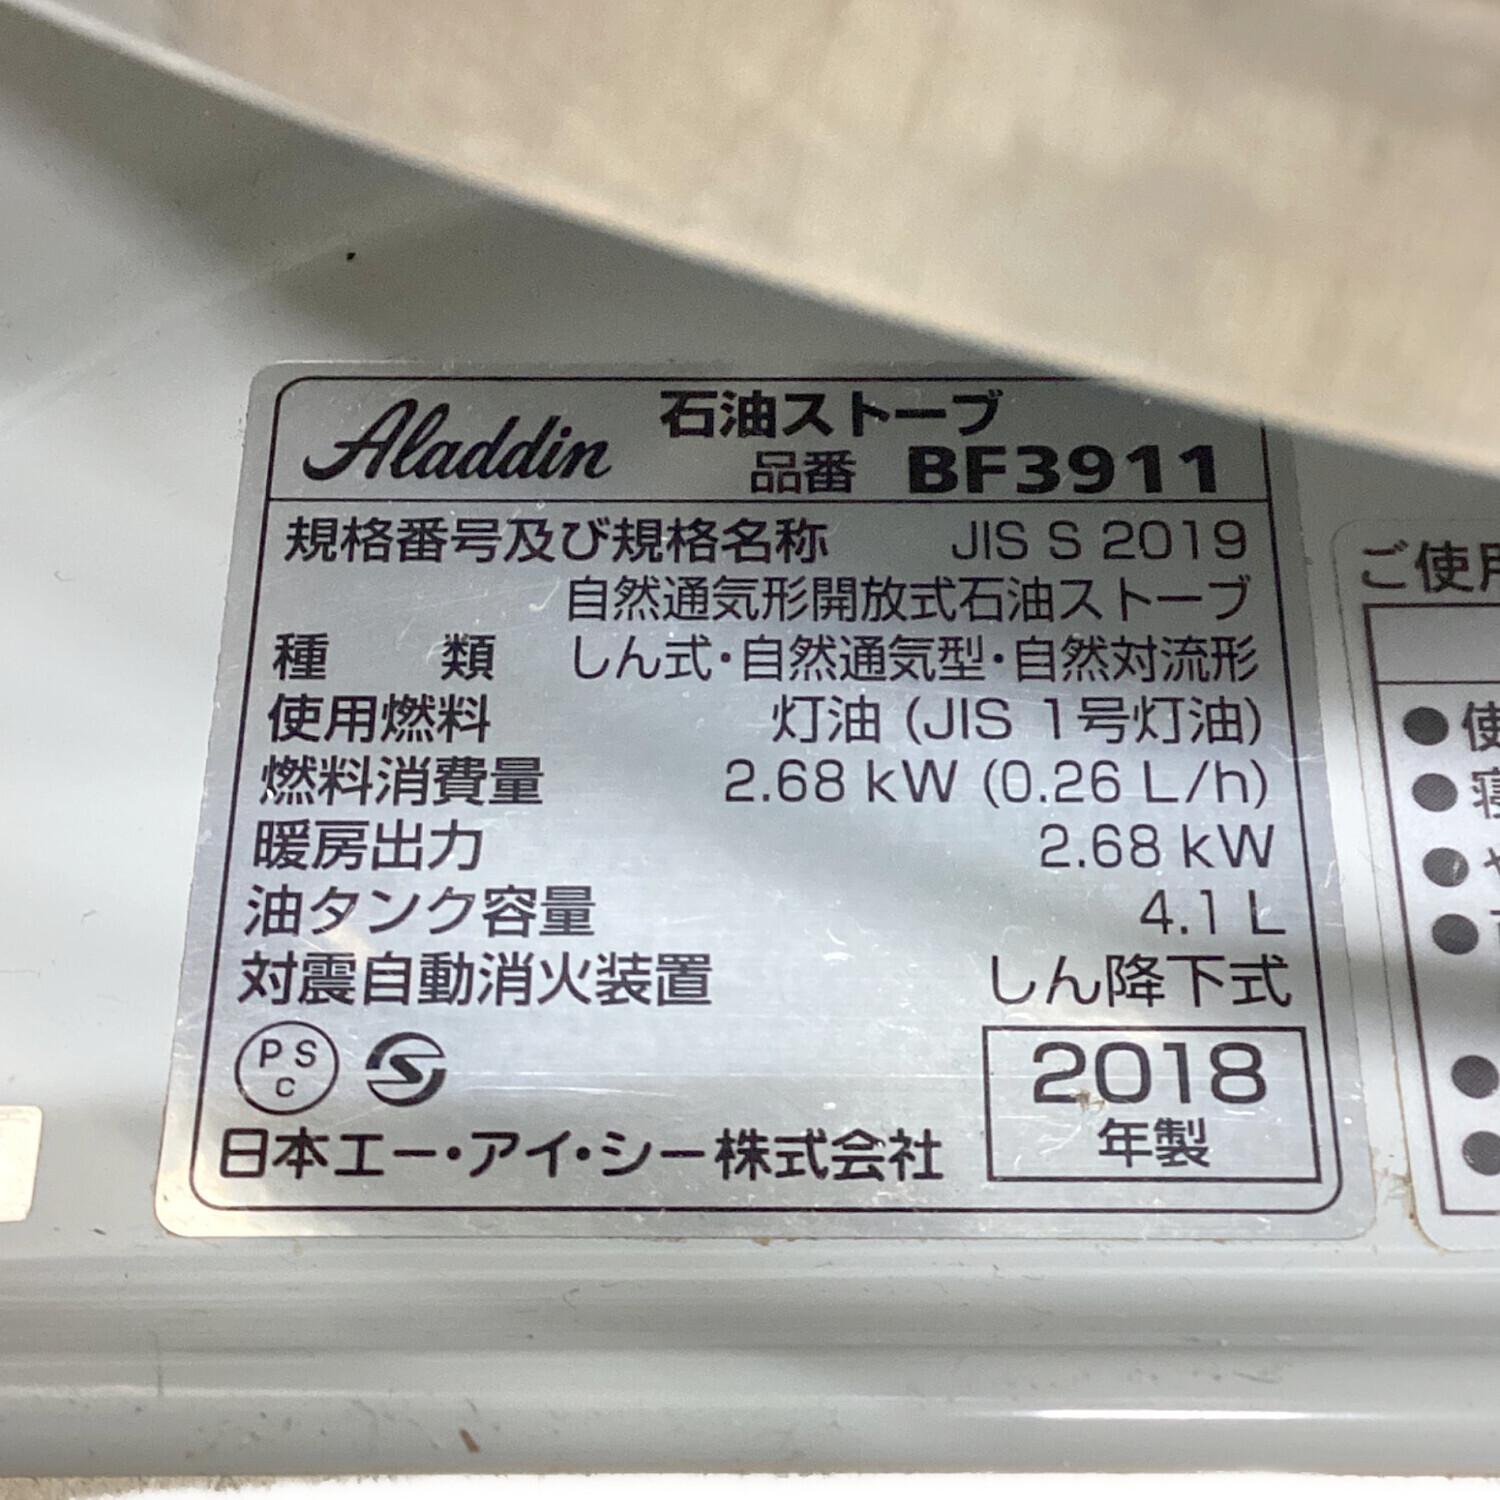 Aladdin 石油ストーブ
品番 BF3911
規格番号及び規格名称 JIS S 2019
自然通気形開放式石油ストーブ
種 類 しん式・自然通気型・自然対流形
使用燃料 灯油 (JIS 1号灯油)
燃料消費量 2.68 kW (0.26 L/h)
暖房出力 2.68 kW
油タンク容量 4.1 L
対震自動消火装置 しん降下式
PS
C
2018
年製
日本エー・アイ・シー株式会社
ご使用
●使
●寝
●や
●
●
●